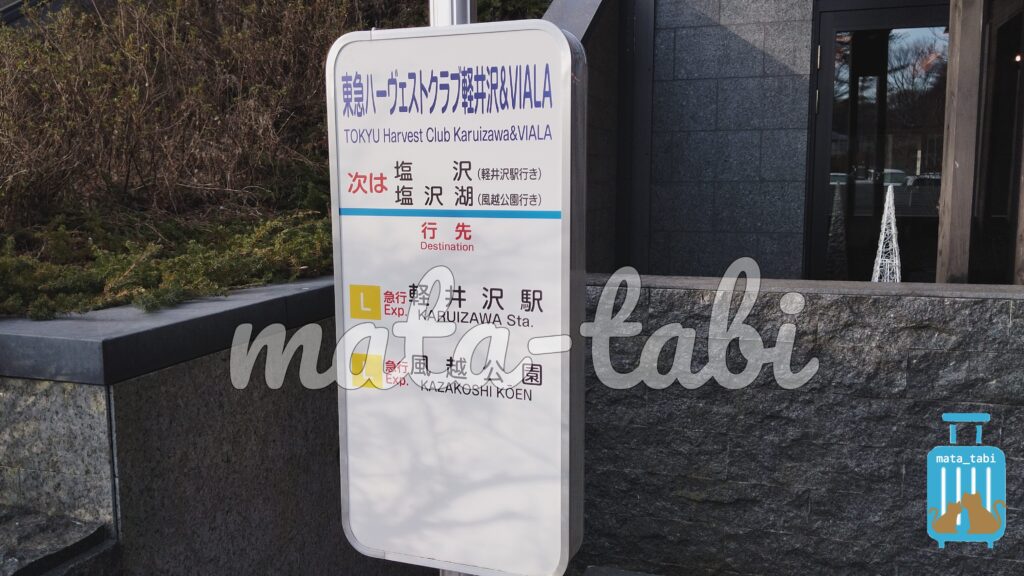 東急ハーヴェストクラブ軽井沢&VIALA
TOKYU Harvest Club Karuizawa&VIALA
次は
塩 沢 (軽井沢駅行き)
塩沢湖 (風越公園行き)
行 先
Destination
L 急行 軽井沢駅
Exp. KARUIZAWA Sta.
急行 風越公園
Exp. KAZAKOSHI KOEN
mata-tabi
mata_tabi